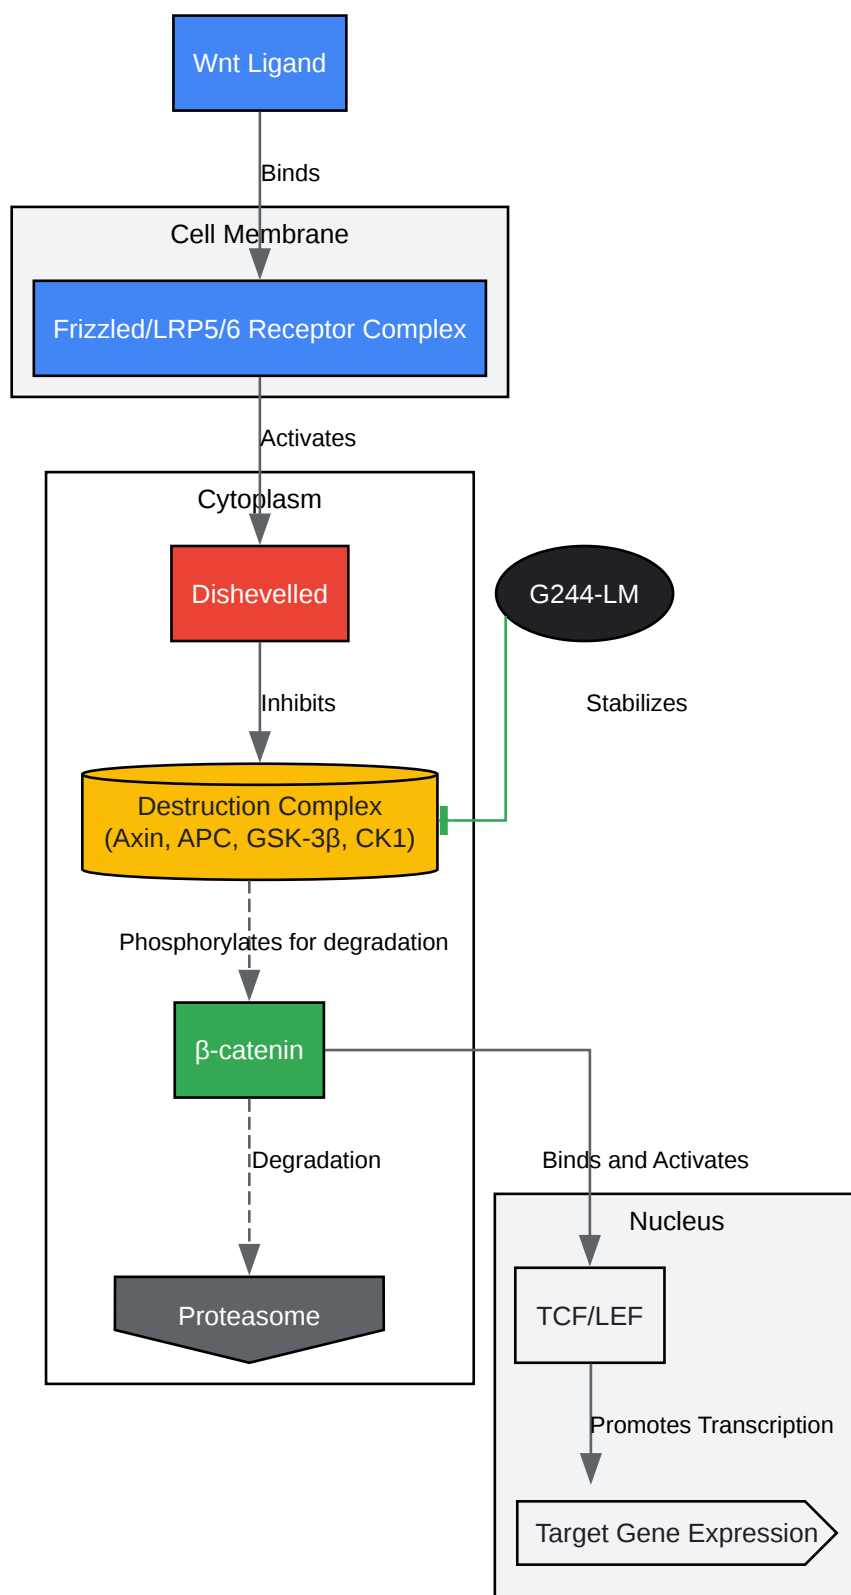 Wnt Ligand
Binds
Cell Membrane
Frizzled/LRP5/6 Receptor Complex
Activates
Cytoplasm
Dishevelled
G244-LM
Inhibits
Stabilizes
Destruction Complex
(Axin, APC, GSK-3β, CK1)
Phosphorylates for degradation
β-catenin
Degradation
Binds and Activates
Nucleus
Proteasome
TCF/LEF
Promotes Transcription
Target Gene Expression